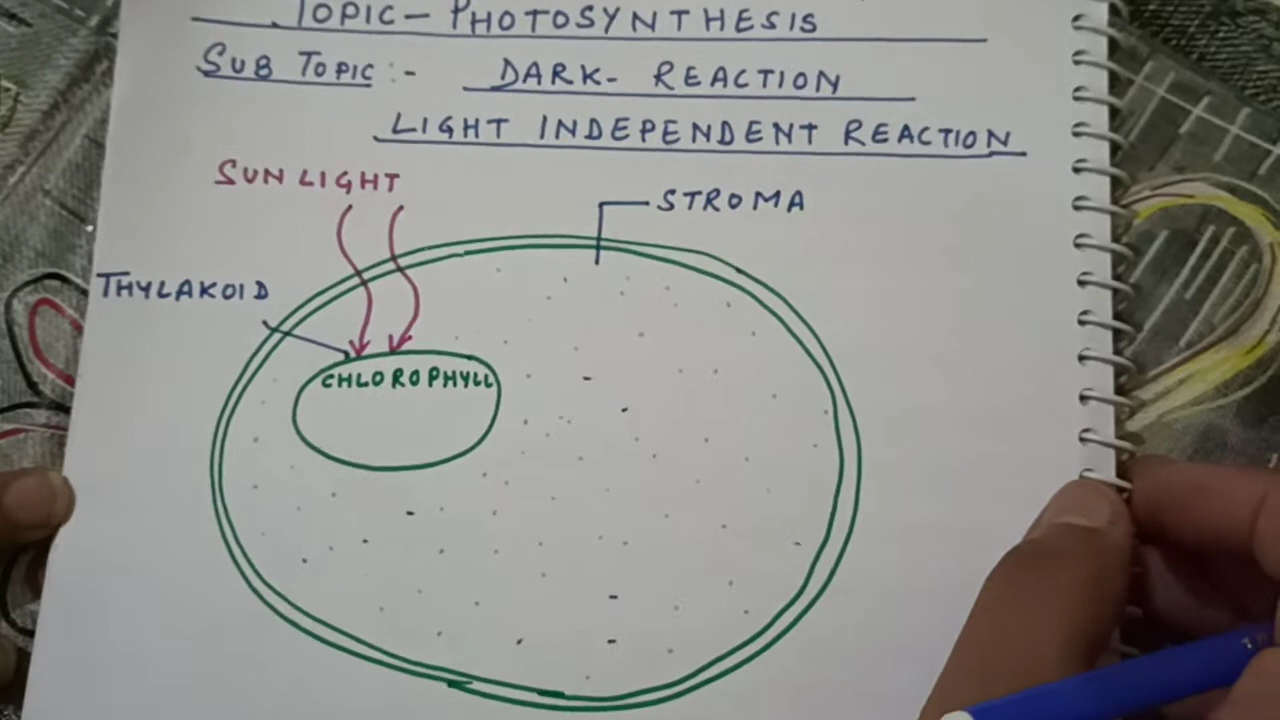 TOPIC - PHOTOSYNTHESIS
SUB TOPIC :- DARK- REACTION
LIGHT INDEPENDENT REACTION
SUN LIGHT
STROMA
THYLAKOID
CHLOROPHYLL